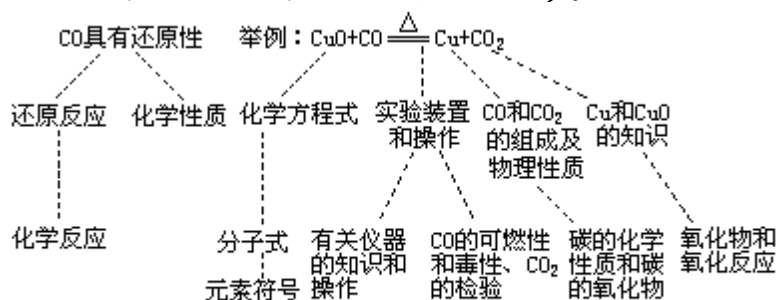 CO具有还原性 举例：CuO+CO △ Cu+CO₂
还原反应 化学性质 化学方程式 实验装置 CO和CO₂ Cu和CuO
和操作 的组成及 的知识
物理性质
化学反应 分子式 有关仪器 CO的可燃性 碳的化学 氧化物和
的知识和 和毒性、CO₂ 性质和碳 氧化反应
元素符号 操作 的检验 的氧化物